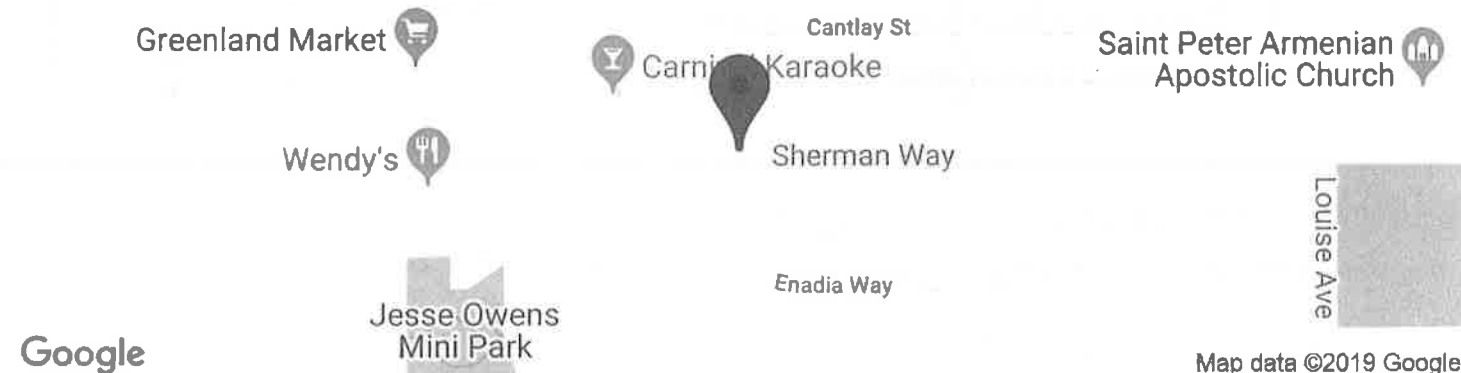 Greenland Market
Cantlay St
Saint Peter Armenian
Apostolic Church
Karaoke
Wendy's
Sherman Way
Louise Ave
Enadia Way
Jesse Owens
Mini Park
Google
Map data ©2019 Google